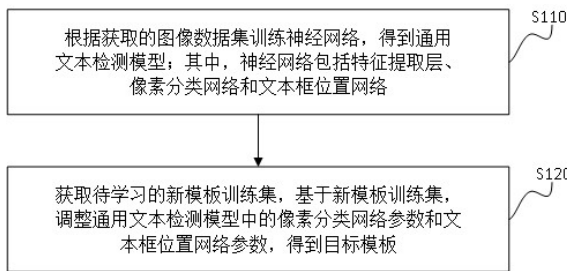 S110
根据获取的图像数据集训练神经网络，得到通用
文本检测模型；其中，神经网络包括特征提取层、
像素分类网络和文本框位置网络
S120
获取待学习的新模板训练集，基于新模板训练集，
调整通用文本检测模型中的像素分类网络参数和文
本框位置网络参数，得到目标模板